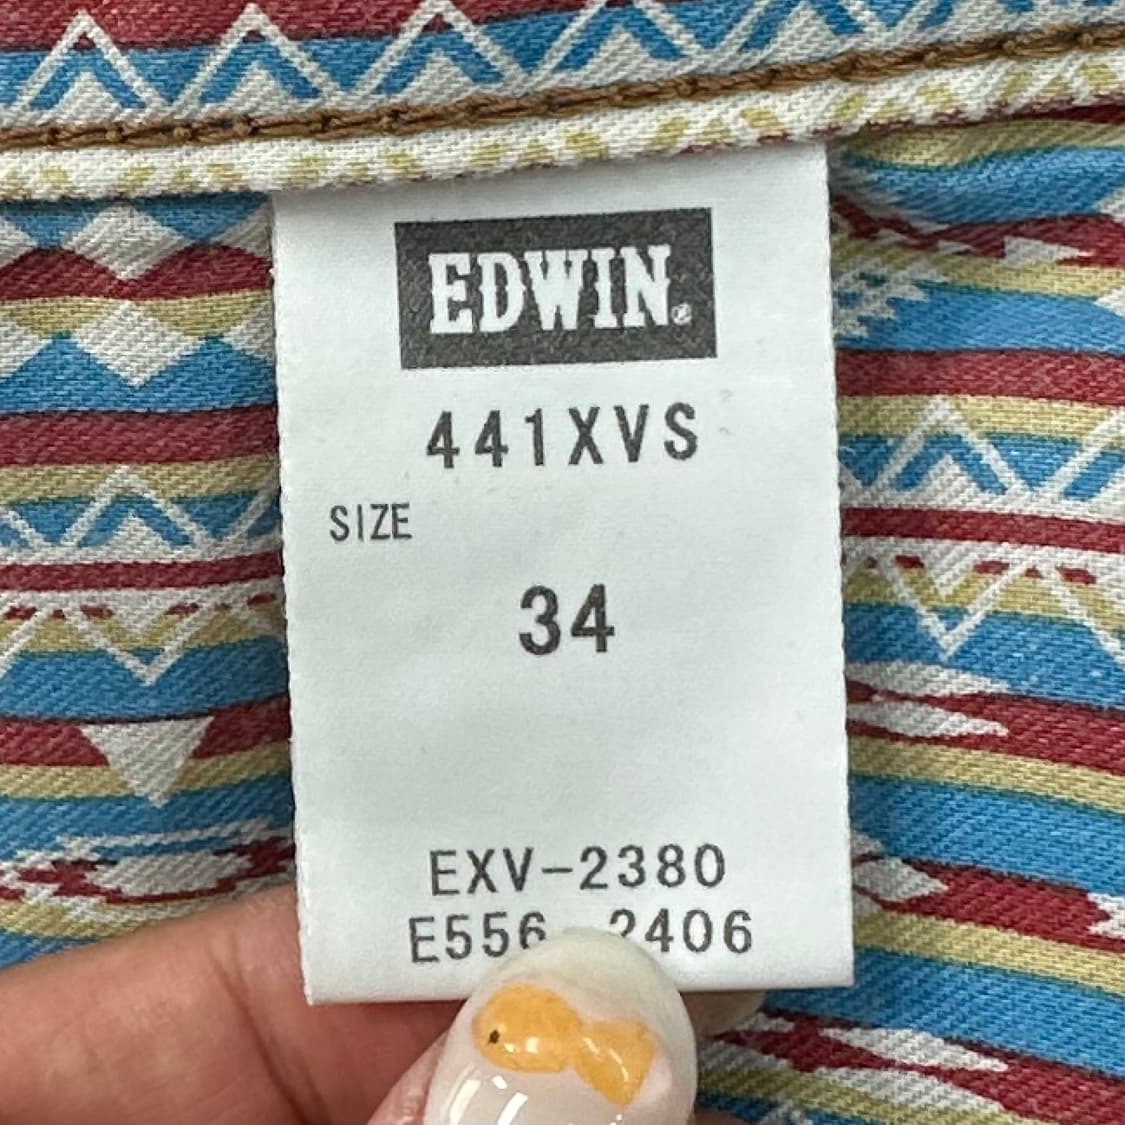 EDWIN®
441XVS
SIZE
34
EXV-2380
E556 2406